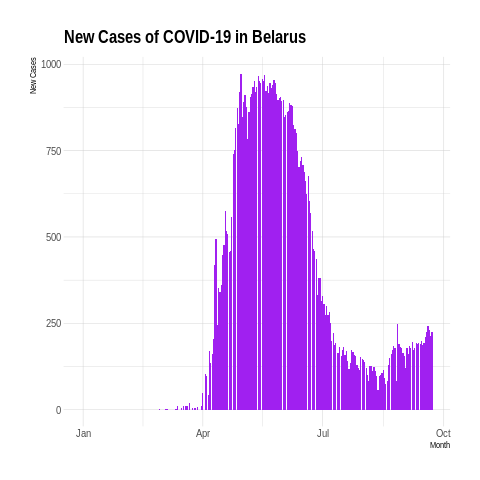 New Cases of COVID-19 in Belarus
New Cases
1000
750
500
250
0
Jan Apr Jul Oct
Month